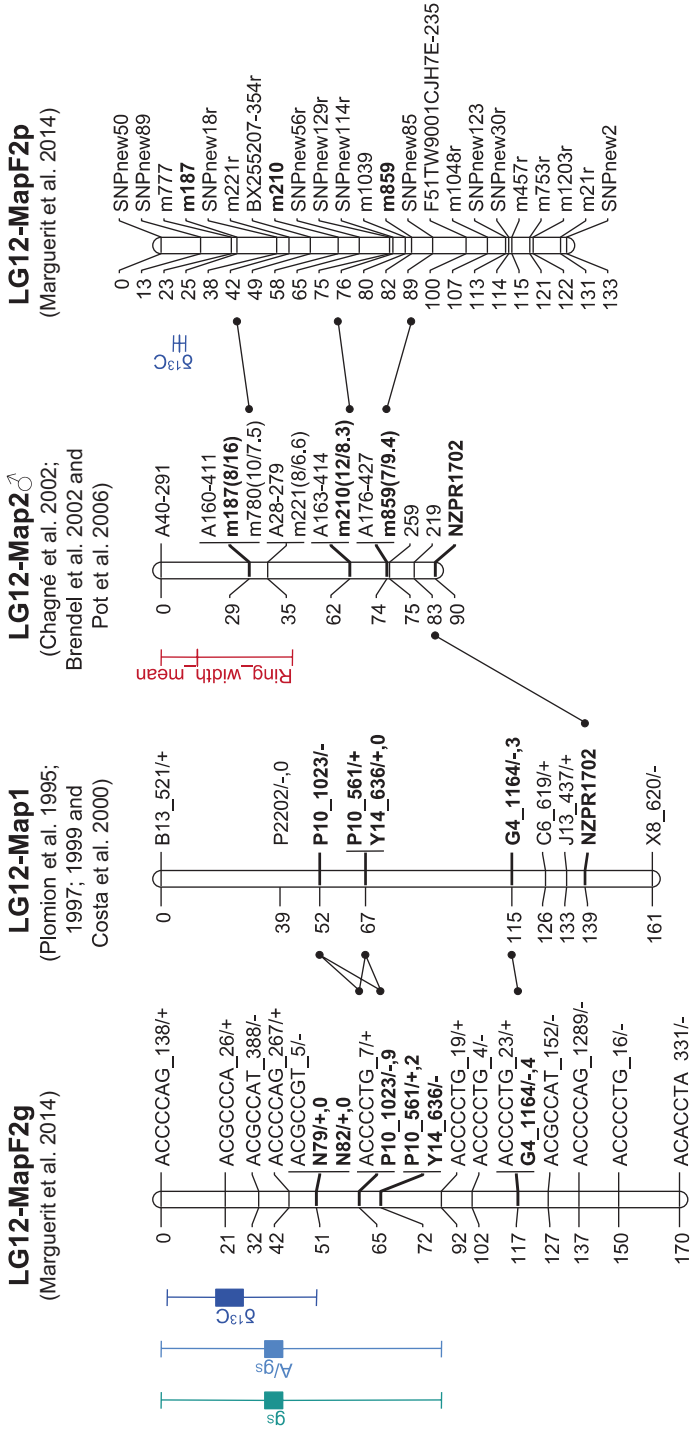 LG12-MapF2g
(Marguerit et al. 2014)
gs
A/gs
δ13C
0
21
32
42
51
65
72
92
102
117
127
137
150
170
ACCCCAG_138/+
ACGCCCA_26/+
ACGCCAT_388/-
ACCCCAG_267/+
ACGCCGT_5/-
N79/+,0
N82/+,0
ACCCCTG_7/+
P10_1023/-,9
P10_561/+,2
Y14_636/-
ACCCCTG_19/+
ACCCCTG_4/-
ACCCCTG_23/+
G4_1164/-,4
ACGCCAT_152/-
ACCCCAG_1289/-
ACCCCTG_16/-
ACACCTA_331/-
LG12-Map1
(Plomion et al. 1995;
1997; 1999 and
Costa et al. 2000)
0
39
52
67
115
126
133
139
161
B13_521/+
P2202/-,0
P10_1023/-
P10_561/+
Y14_636/+,0
G4_1164/-,3
C6_619/+
J13_437/+
NZPR1702
X8_620/-
LG12-Map2♂
(Chagné et al. 2002;
Brendel et al. 2002 and
Pot et al. 2006)
Ring_width_mean
0
29
35
62
74
75
83
90
A40-291
A160-411
m187(8/16)
m780(10/7.5)
A28-279
m221(8/6.6)
A163-414
m210(12/8.3)
A176-427
m859(7/9.4)
259
219
NZPR1702
LG12-MapF2p
(Marguerit et al. 2014)
δ13C
0
13
23
25
38
42
49
58
65
75
76
80
82
89
100
107
113
114
115
121
122
131
133
SNPnew50
SNPnew89
m777
m187
SNPnew18r
m221r
BX255207-354r
m210
SNPnew56r
SNPnew129r
SNPnew114r
m1039
m859
SNPnew85
F51TW9001CJH7E-235
m1048r
SNPnew123
SNPnew30r
m457r
m753r
m1203r
m21r
SNPnew2